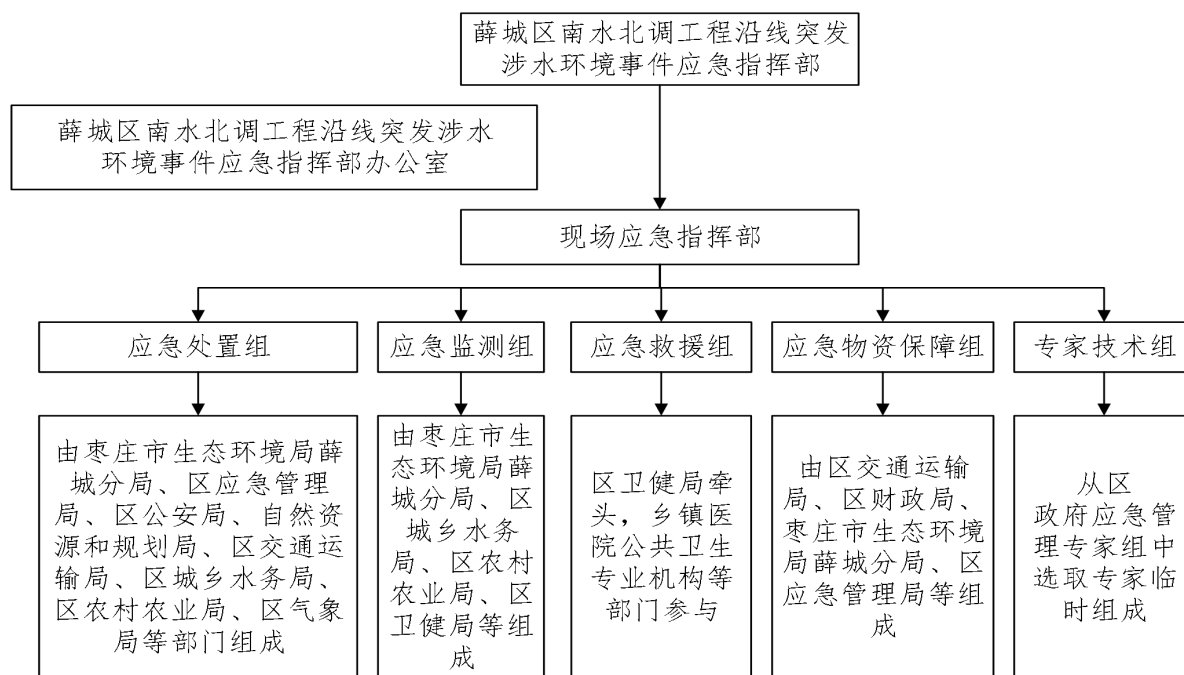 薛城区南水北调工程沿线突发
涉水环境事件应急指挥部
薛城区南水北调工程沿线突发涉水
环境事件应急指挥部办公室
现场应急指挥部
应急处置组
应急监测组
应急救援组
应急物资保障组
专家技术组
由枣庄市生态环境局薛
城分局、区应急管理
局、区公安局、自然资
源和规划局、区交通运
输局、区城乡水务局、
区农村农业局、区气象
局等部门组成
由枣庄市生
态环境局薛
城分局、区
城乡水务
局、区农村
农业局、区
卫健局等组
成
区卫健局牵
头，乡镇医
院公共卫生
专业机构等
部门参与
由区交通运输
局、区财政局、
枣庄市生态环境
局薛城分局、区
应急管理局等组
成
从区
政府应急管
理专家组中
选取专家临
时组成